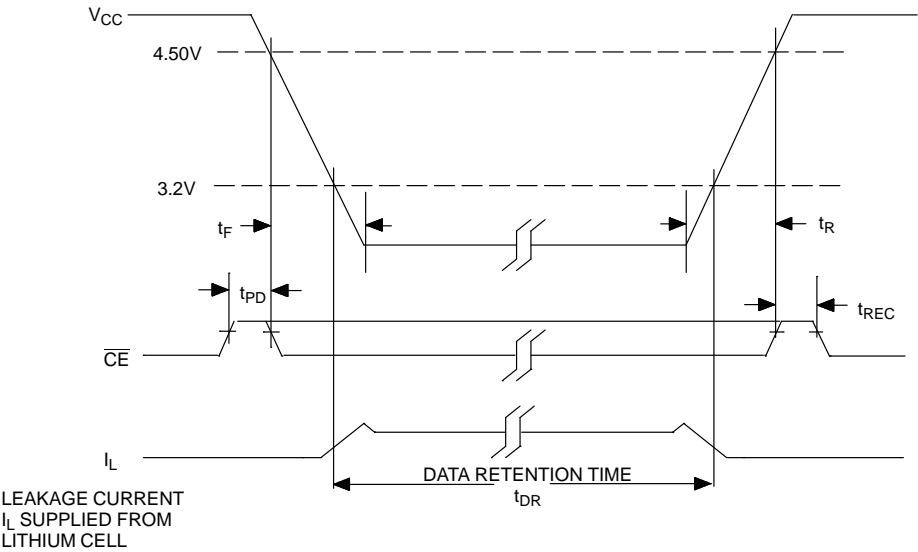 VCC
4.50V
3.2V
tF
tR
tPD
tREC
CE
IL
DATA RETENTION TIME
tDR
LEAKAGE CURRENT
IL SUPPLIED FROM
LITHIUM CELL